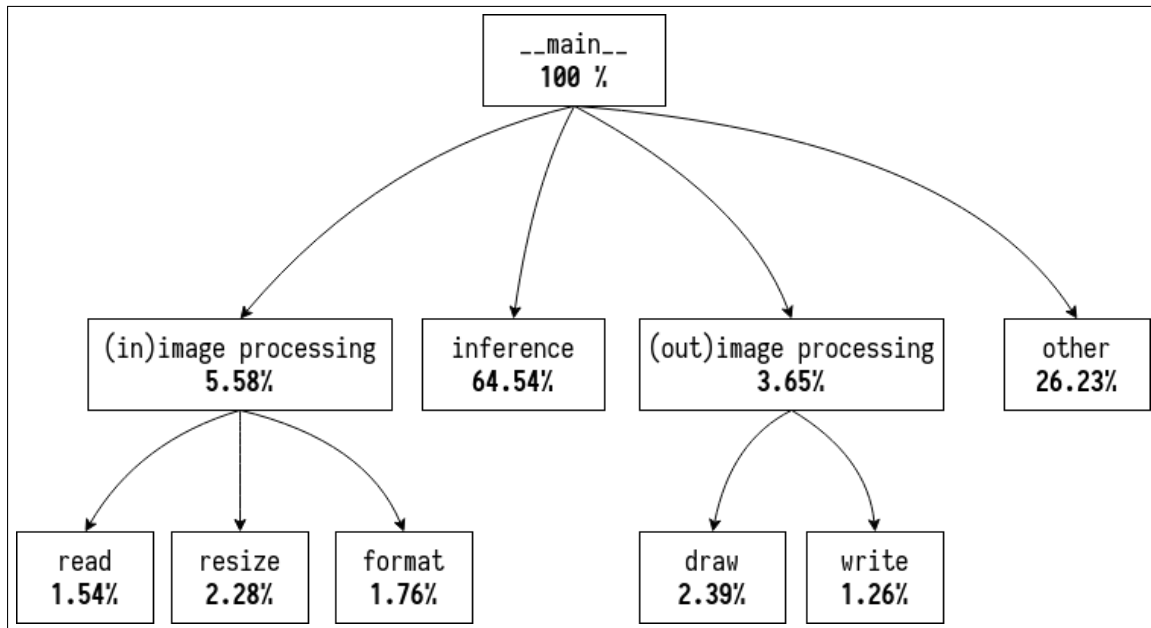 __main__
100 %
(in)image processing
5.58%
inference
64.54%
(out)image processing
3.65%
other
26.23%
read
1.54%
resize
2.28%
format
1.76%
draw
2.39%
write
1.26%